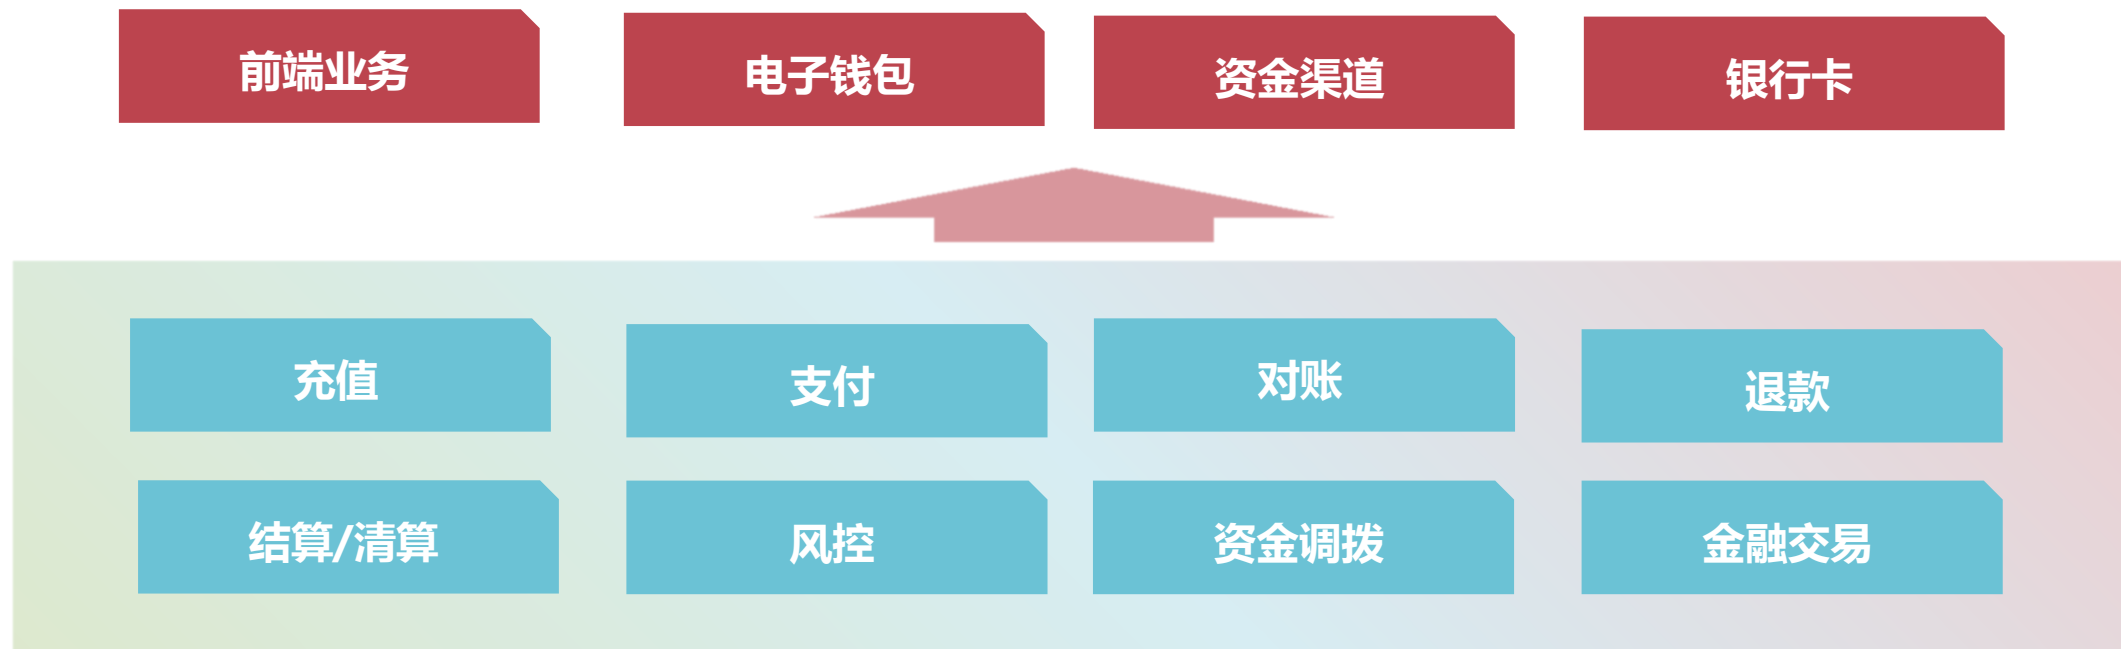 前端业务
电子钱包
资金渠道
银行卡
充值
支付
对账
退款
结算/清算
风控
资金调拨
金融交易